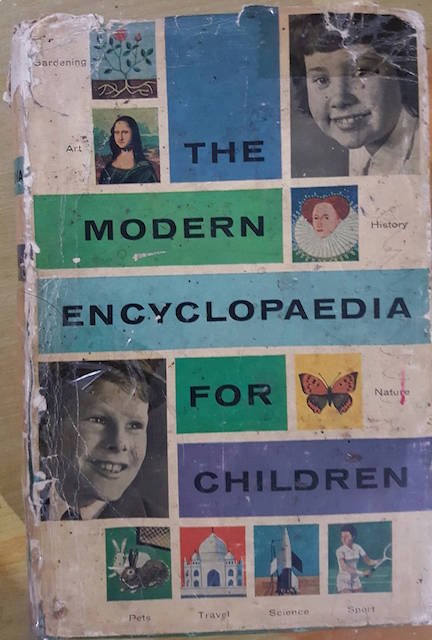 Gardening
Art
THE
MODERN
History
ENCYCLOPAEDIA
FOR
Nature
CHILDREN
Pets
Travel
Science
Sport